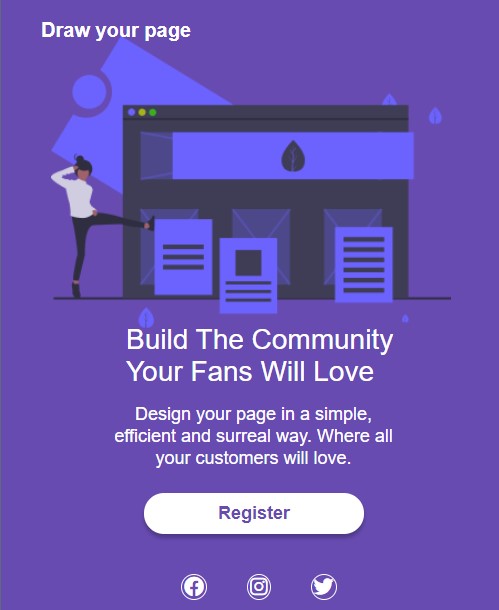 Draw your page
Build The Community
Your Fans Will Love
Design your page in a simple,
efficient and surreal way. Where all
your customers will love.
Register